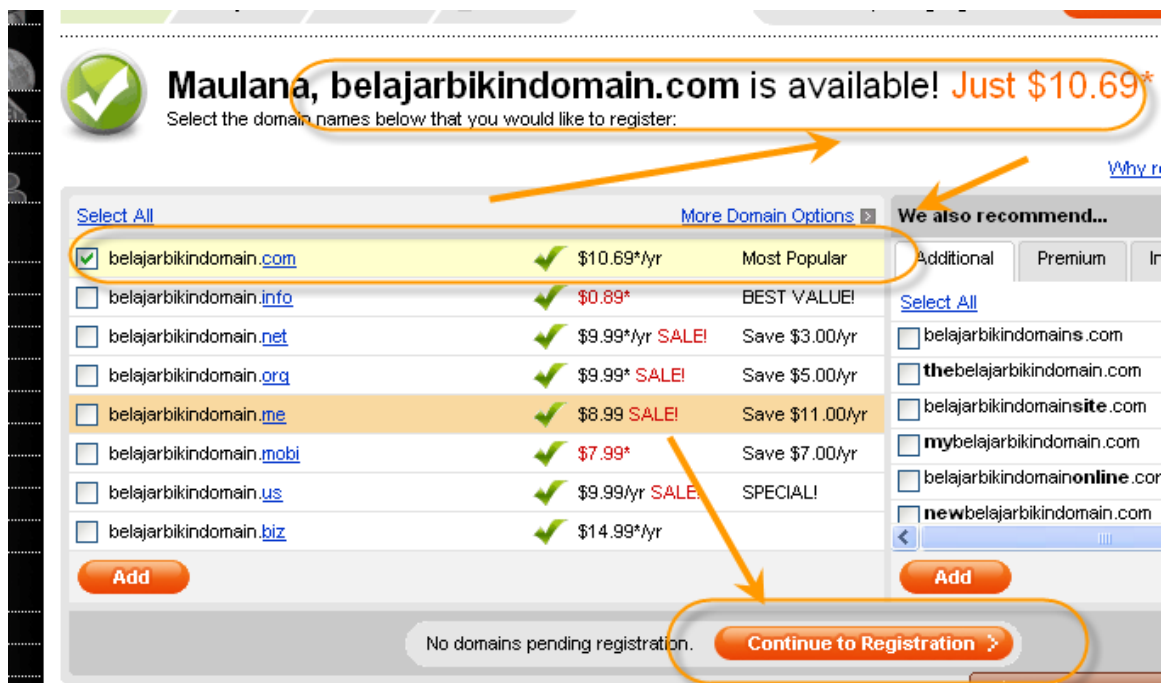 Maulana, belajarbikindomain.com is available! Just $10.69*
Select the domain names below that you would like to register:
Why
Select All More Domain Options
belajarbikindomain.com $10.69*/yr Most Popular
belajarbikindomain.info $0.89* BEST VALUE!
belajarbikindomain.net $9.99*/yr SALE! Save $3.00/yr
belajarbikindomain.org $9.99* SALE! Save $5.00/yr
belajarbikindomain.me $8.99 SALE! Save $11.00/yr
belajarbikindomain.mobi $7.99* Save $7.00/yr
belajarbikindomain.us $9.99/yr SALE! SPECIAL!
belajarbikindomain.biz $14.99*/yr
Add
We also recommend...
Additional Premium
Select All
belajarbikindomains.com
thebelajarbikindomain.com
belajarbikindomainsite.com
mybelajarbikindomain.com
belajarbikindomainonline.com
newbelajarbikindomain.com
Add
No domains pending registration. Continue to Registration